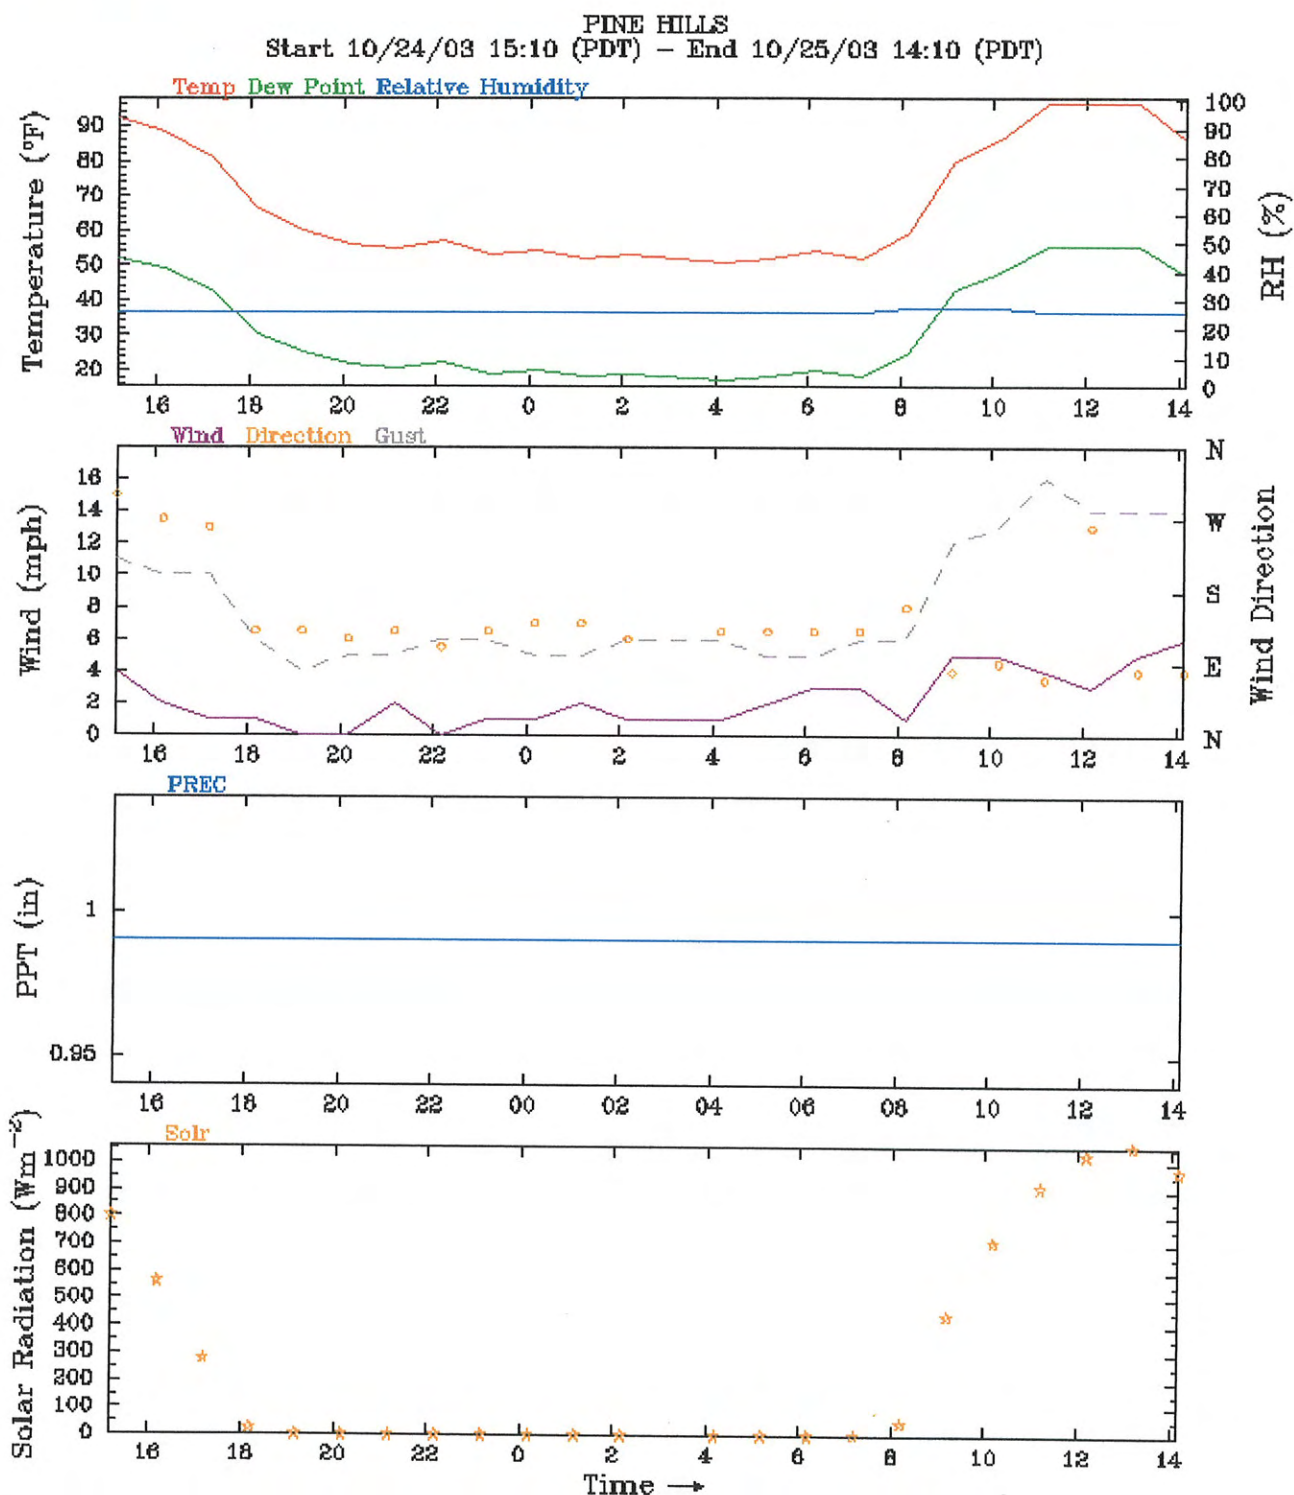 PINE HILLS
Start 10/24/03 15:10 (PDT) – End 10/25/03 14:10 (PDT)
Temp Dew Point Relative Humidity
Temperature (ºF)
90
80
70
60
50
40
30
20
100
90
80
70
60
50
40
30
20
10
0
RH (%)
16 18 20 22 0 2 4 6 8 10 12 14
Wind Direction Gust
Wind (mph)
16
14
12
10
8
6
4
2
0
N
W
S
E
N
Wind Direction
16 18 20 22 0 2 4 6 8 10 12 14
PREC
PPT (in)
1
0.95
16 18 20 22 00 02 04 06 08 10 12 14
Solr
Solar Radiation (Wm⁻²)
1000
900
800
700
600
500
400
300
200
100
0
16 18 20 22 0 2 4 6 8 10 12 14
Time →